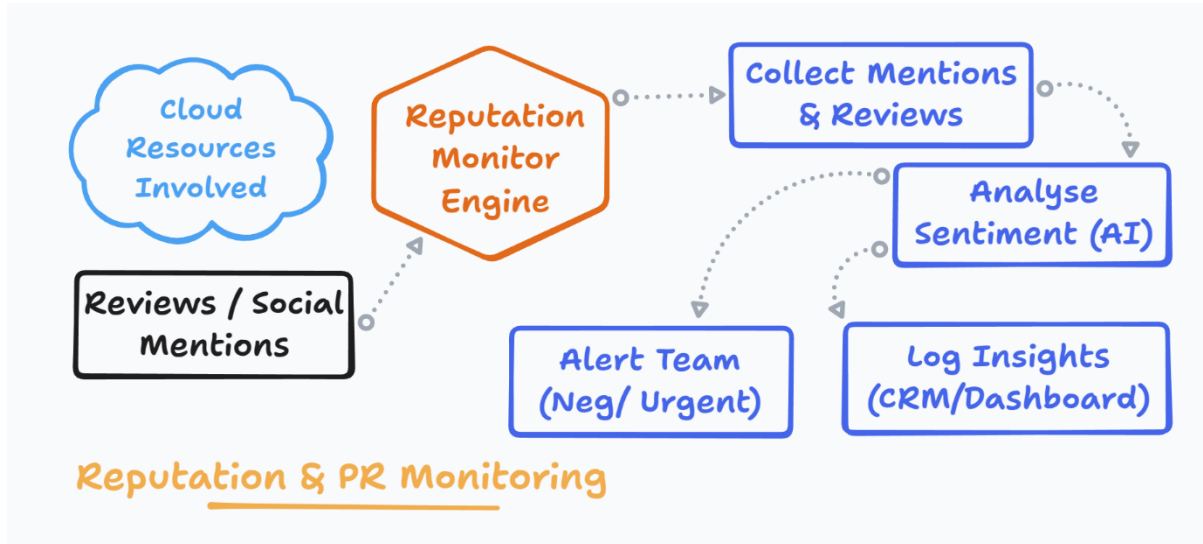 Cloud
Resources
Involved
Reputation
Monitor
Engine
Collect Mentions
& Reviews
Analyse
Sentiment (AI)
Reviews / Social
Mentions
Alert Team
(Neg/ Urgent)
Log Insights
(CRM/Dashboard)
Reputation & PR Monitoring